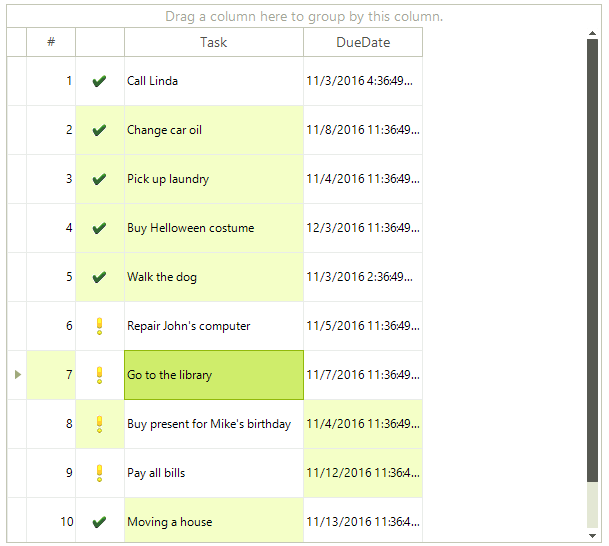 Drag a column here to group by this column.
# Task DueDate
1 Call Linda 11/3/2016 4:36:49...
2 Change car oil 11/8/2016 11:36:49...
3 Pick up laundry 11/4/2016 11:36:49...
4 Buy Helloween costume 12/3/2016 11:36:49...
5 Walk the dog 11/3/2016 2:36:49...
6 Repair John's computer 11/5/2016 11:36:49...
7 Go to the library 11/7/2016 11:36:49...
8 Buy present for Mike's birthday 11/4/2016 11:36:49...
9 Pay all bills 11/12/2016 11:36:4...
10 Moving a house 11/13/2016 11:36:4...